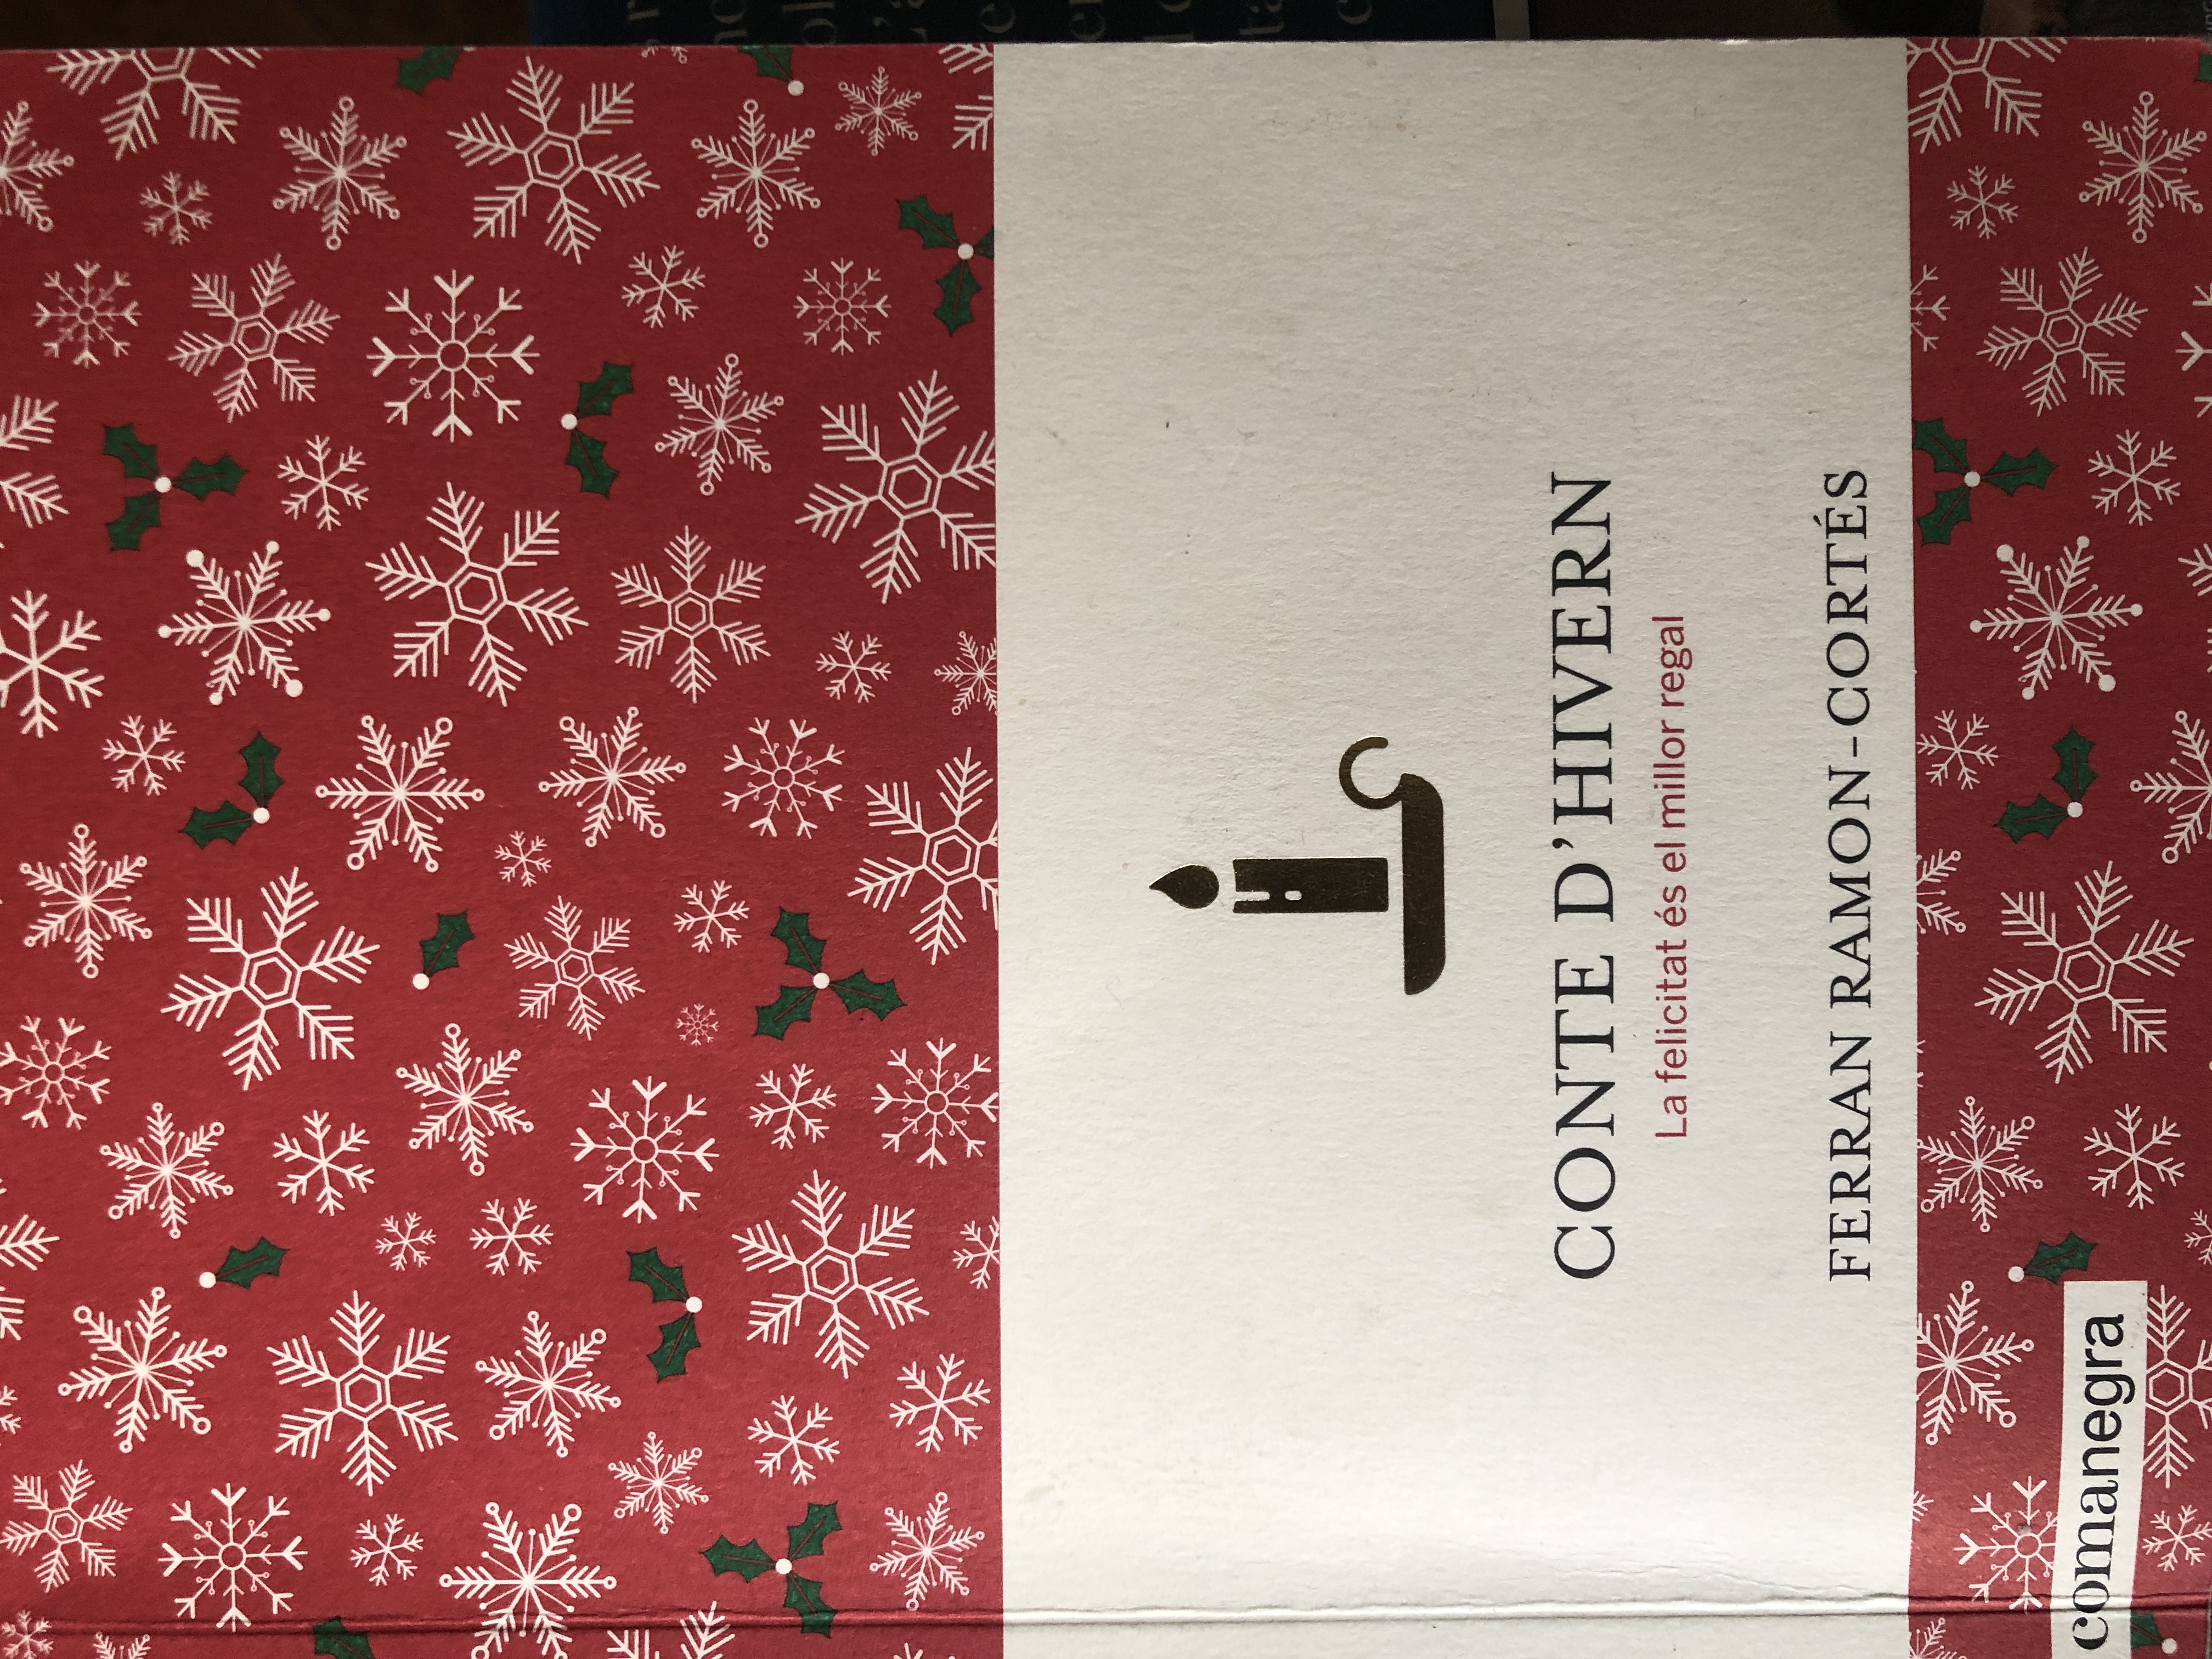 CONTE D'HIVERN
La felicitat és el millor regal
FERRAN RAMON-CORTÉS
comanegra